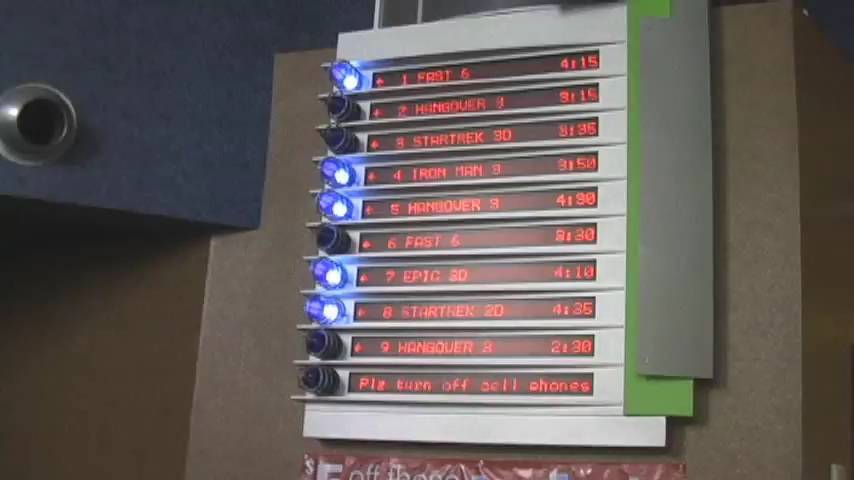 ← 1 FAST 6 4:15
← 2 HANGOVER 3 3:15
← 3 STARTREK 3D 3:35
← 4 IRON MAN 3 3:50
← 5 HANGOVER 3 4:30
← 6 FAST 6 3:30
← 7 EPIC 3D 4:10
← 8 STARTREK 2D 4:35
← 9 HANGOVER 3 2:30
Plz turn off cell phones
off these